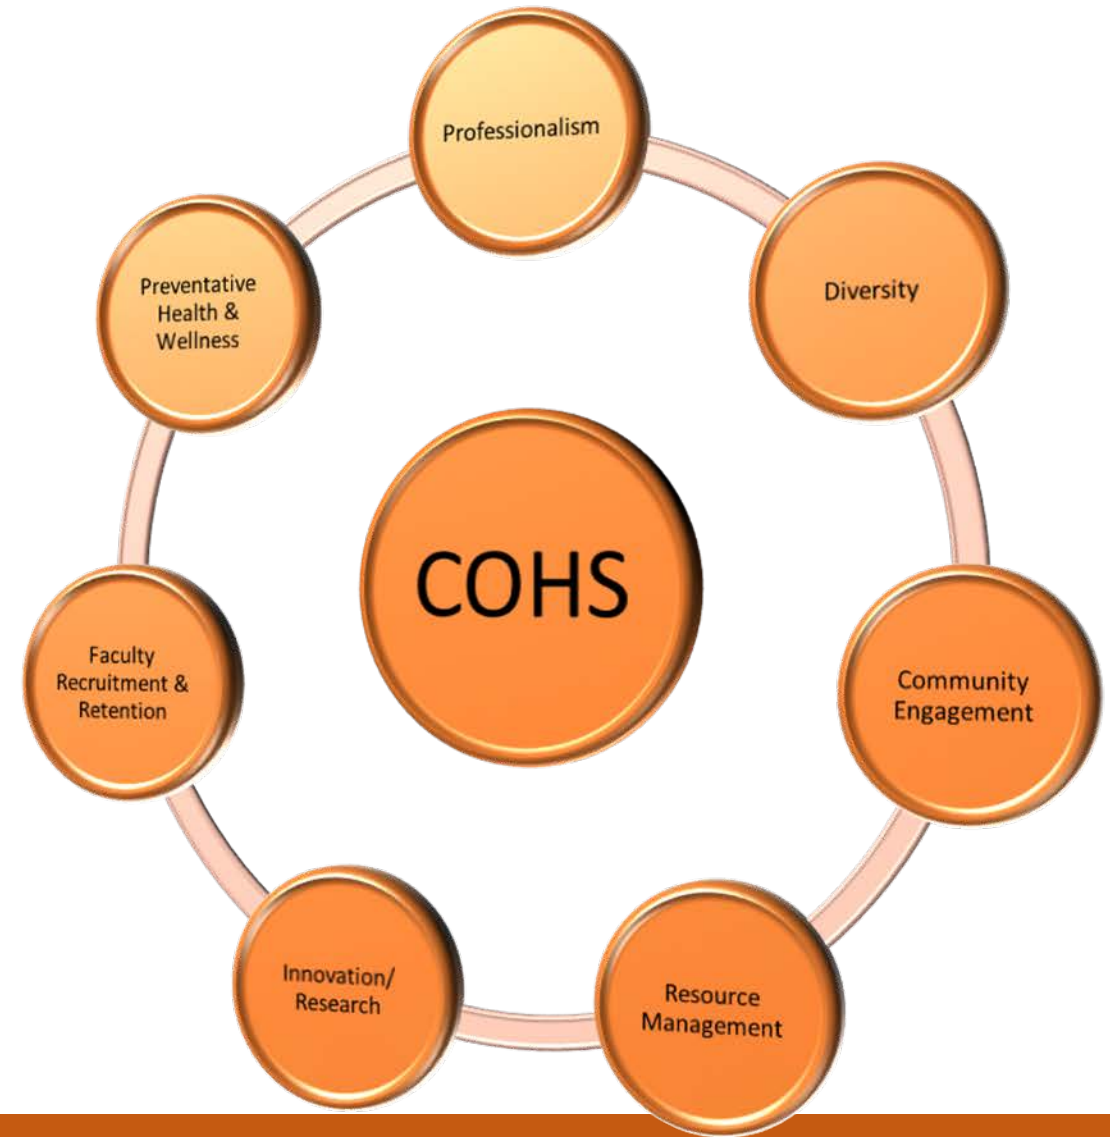 Professionalism
Diversity
Preventative
Health &
Wellness
COHS
Faculty
Recruitment &
Retention
Community
Engagement
Innovation/
Research
Resource
Management